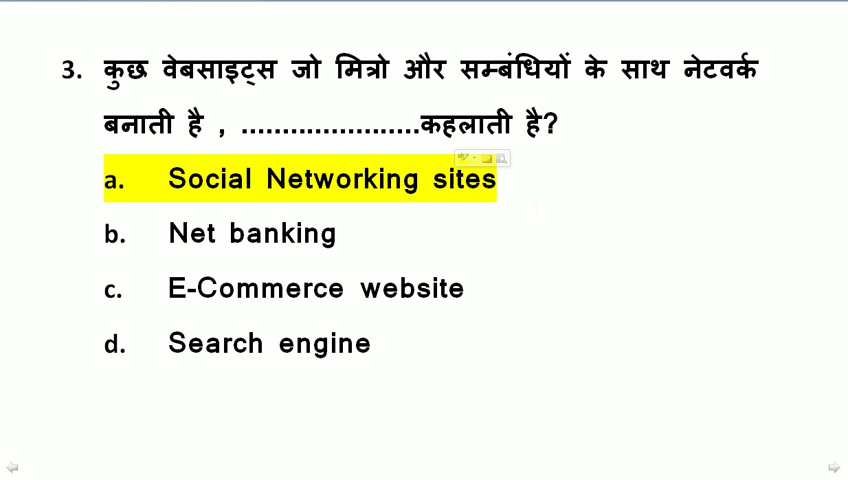 3. कुछ वेबसाइट्स जो मित्रो और सम्बंधियों के साथ नेटवर्क
बनाती है , ......................कहलाती है?
a. Social Networking sites
b. Net banking
c. E-Commerce website
d. Search engine